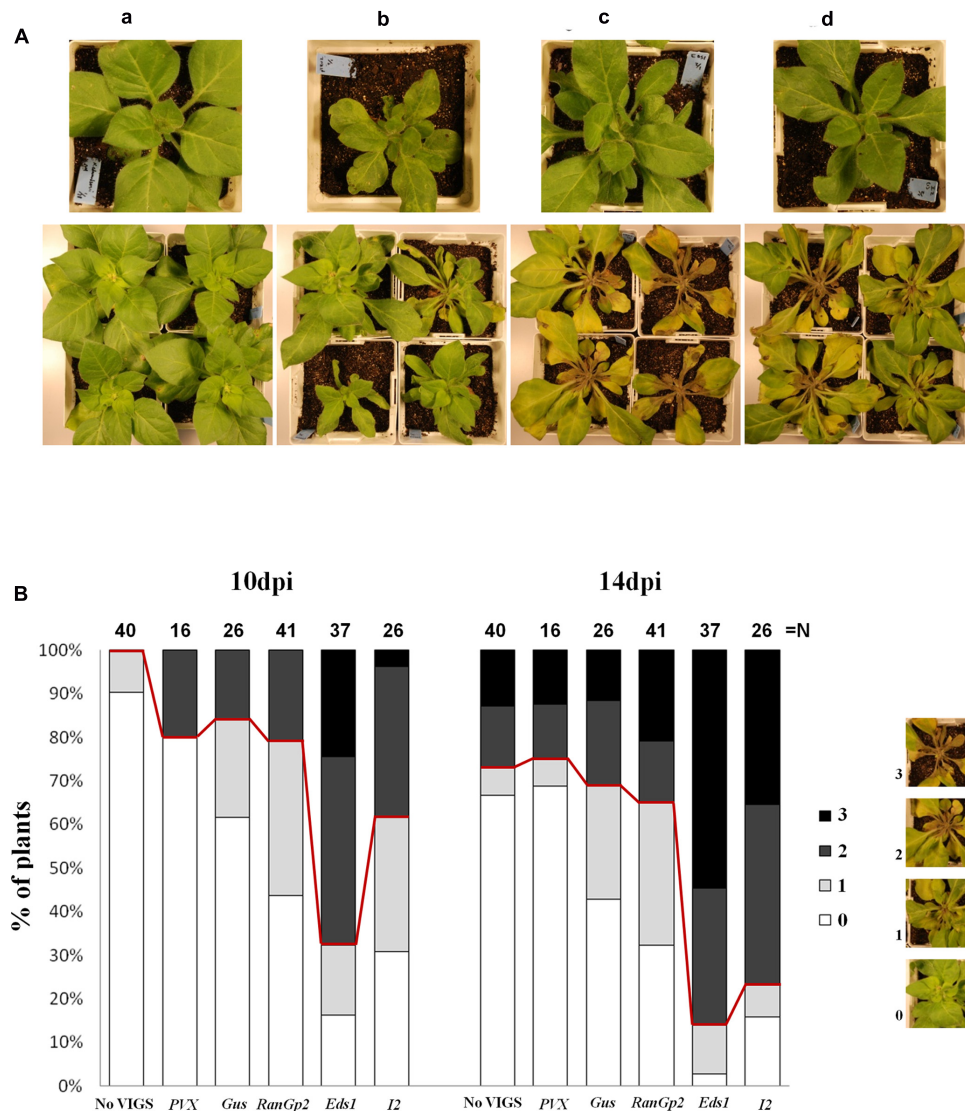 a b c d
A
B
10dpi 14dpi
40 16 26 41 37 26 40 16 26 41 37 26 =N
100%
90%
80%
70%
60%
50%
40%
30%
20%
10%
0%
% of plants
No VIGS PVX Gus RanGp2 Eds1 I2 No VIGS PVX Gus RanGp2 Eds1 I2
3
2
1
0
3
2
1
0